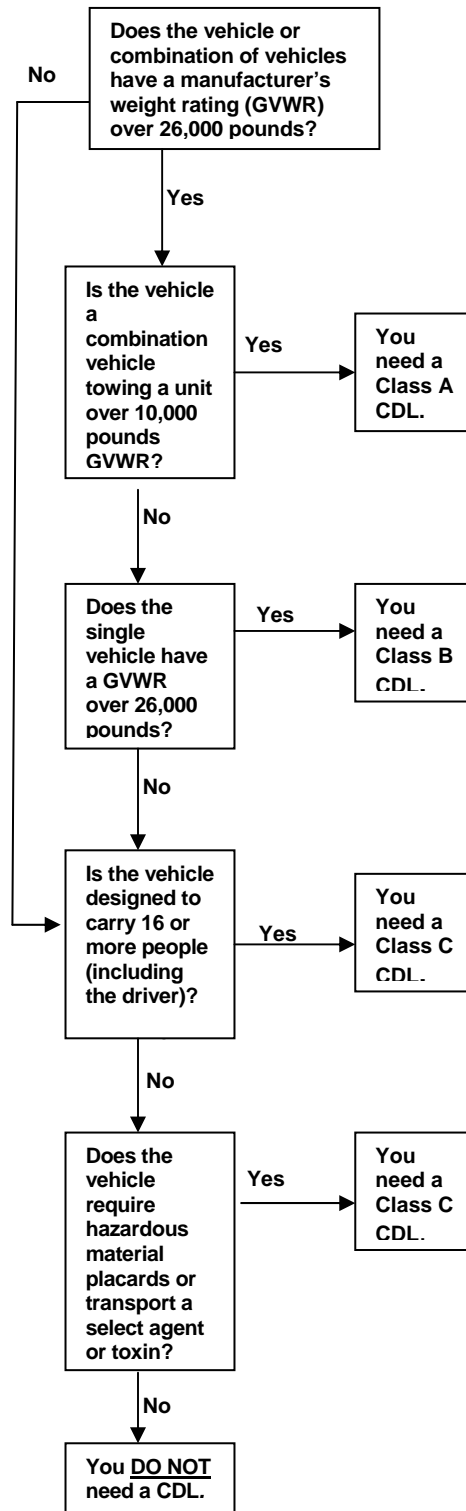 Does the vehicle or
combination of vehicles
have a manufacturer's
weight rating (GVWR)
over 26,000 pounds?
No
Yes
Is the vehicle
a
combination
vehicle
towing a unit
over 10,000
pounds
GVWR?
Yes
You
need a
Class A
CDL.
No
Does the
single
vehicle have
a GVWR
over 26,000
pounds?
Yes
You
need a
Class B
CDL.
No
Is the vehicle
designed to
carry 16 or
more people
(including
the driver)?
Yes
You
need a
Class C
CDL.
No
Does the
vehicle
require
hazardous
material
placards or
transport a
select agent
or toxin?
Yes
You
need a
Class C
CDL.
No
You DO NOT
need a CDL.